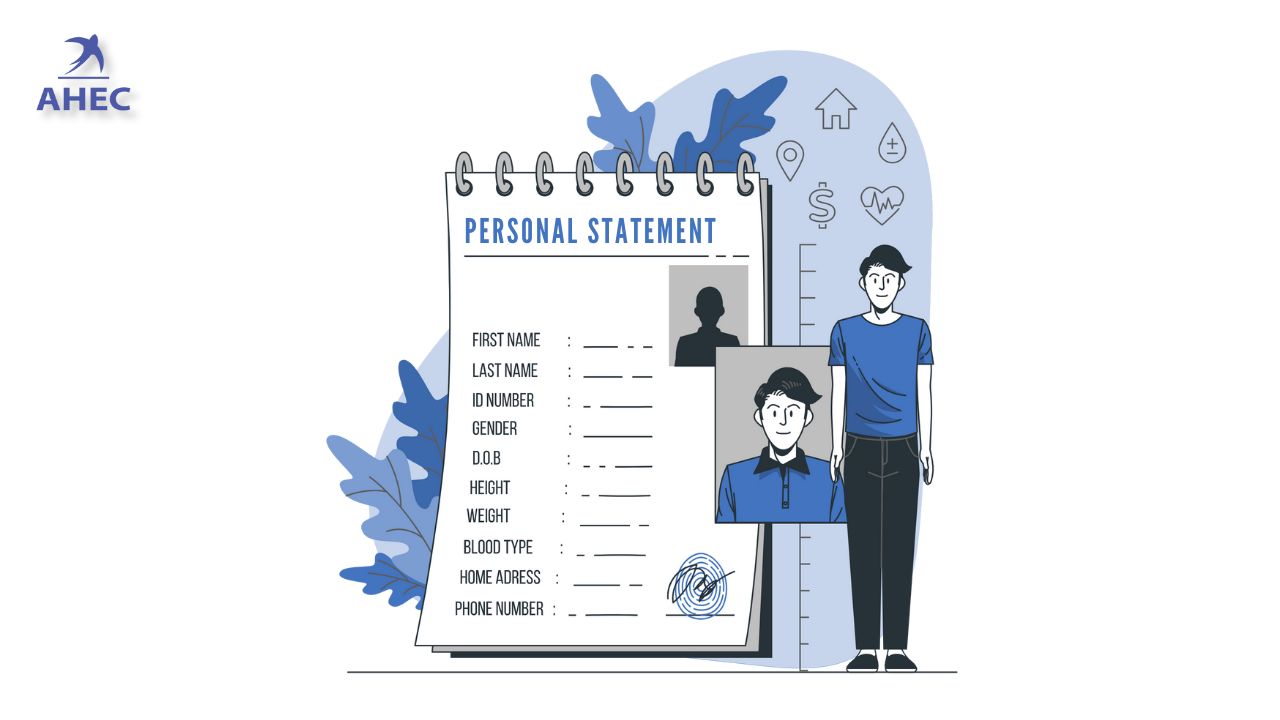 AHEC
PERSONAL STATEMENT
FIRST NAME :
LAST NAME :
ID NUMBER :
GENDER :
D.O.B :
HEIGHT :
WEIGHT :
BLOOD TYPE :
HOME ADRESS :
PHONE NUMBER :